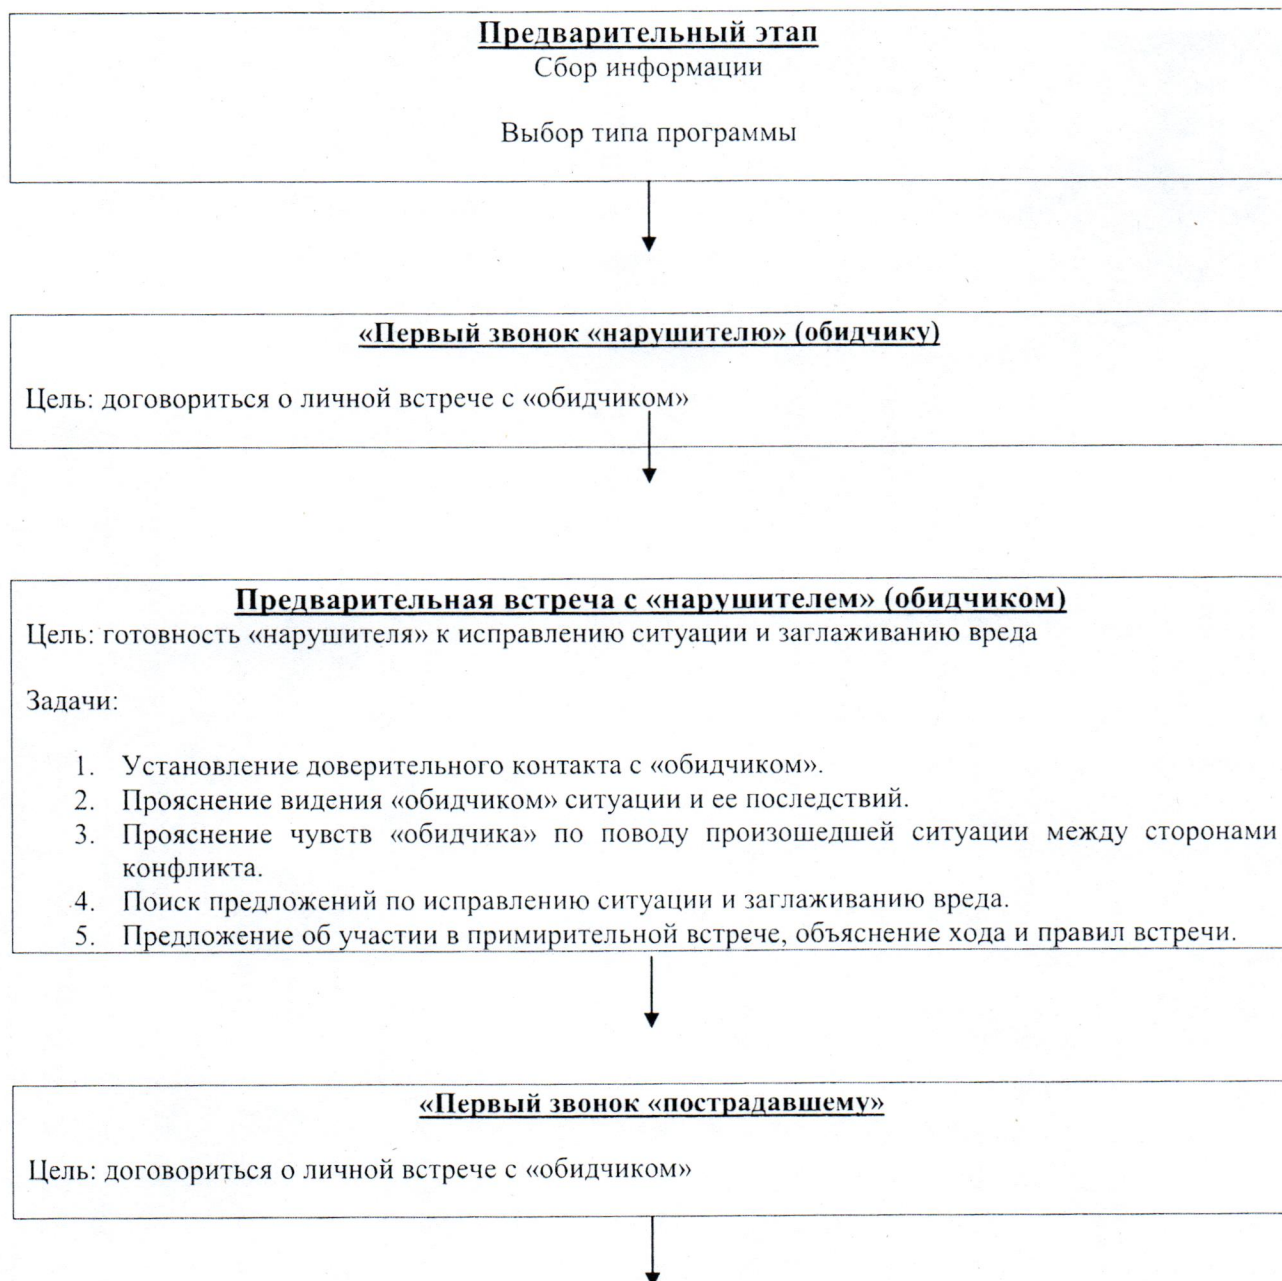 Предварительный этап
Сбор информации
Выбор типа программы
«Первый звонок «нарушителю» (обидчику)
Цель: договориться о личной встрече с «обидчиком»
Предварительная встреча с «нарушителем» (обидчиком)
Цель: готовность «нарушителя» к исправлению ситуации и заглаживанию вреда
Задачи:
1. Установление доверительного контакта с «обидчиком».
2. Прояснение видения «обидчиком» ситуации и ее последствий.
3. Прояснение чувств «обидчика» по поводу произошедшей ситуации между сторонами
конфликта.
4. Поиск предложений по исправлению ситуации и заглаживанию вреда.
5. Предложение об участии в примирительной встрече, объяснение хода и правил встречи.
«Первый звонок «пострадавшему»
Цель: договориться о личной встрече с «обидчиком»